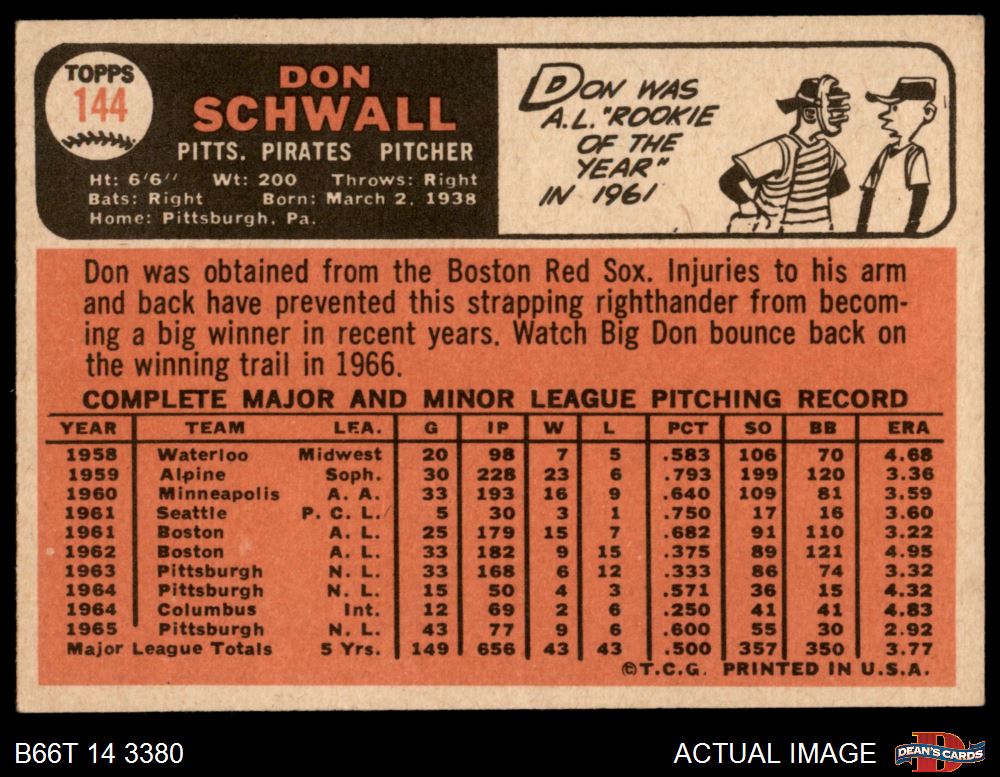 TOPPS
144
DON
SCHWALL
PITTS. PIRATES PITCHER
Ht: 6'6" Wt: 200 Throws: Right
Bats: Right Born: March 2, 1938
Home: Pittsburgh, Pa.
DON WAS
A.L. "ROOKIE
OF THE
YEAR"
IN 1961
Don was obtained from the Boston Red Sox. Injuries to his arm
and back have prevented this strapping righthander from becom-
ing a big winner in recent years. Watch Big Don bounce back on
the winning trail in 1966.
COMPLETE MAJOR AND MINOR LEAGUE PITCHING RECORD
YEAR TEAM LEA. G IP W L PCT SO BB ERA
1958 Waterloo Midwest 20 98 7 5 .583 106 70 4.68
1959 Alpine Soph. 30 228 23 6 .793 199 120 3.36
1960 Minneapolis A. A. 33 193 16 9 .640 109 81 3.59
1961 Seattle P. C. L. 5 30 3 1 .750 17 16 3.60
1961 Boston A. L. 25 179 15 7 .682 91 110 3.22
1962 Boston A. L. 33 182 9 15 .375 89 121 4.95
1963 Pittsburgh N. L. 33 168 6 12 .333 86 74 3.32
1964 Pittsburgh N. L. 15 50 4 3 .571 36 15 4.32
1964 Columbus Int. 12 69 2 6 .250 41 41 4.83
1965 Pittsburgh N. L. 43 77 9 6 .600 55 30 2.92
Major League Totals 5 Yrs. 149 656 43 43 .500 357 350 3.77
©T.C.G. PRINTED IN U.S.A.
B66T 14 3380
ACTUAL IMAGE
DEAN'S CARDS